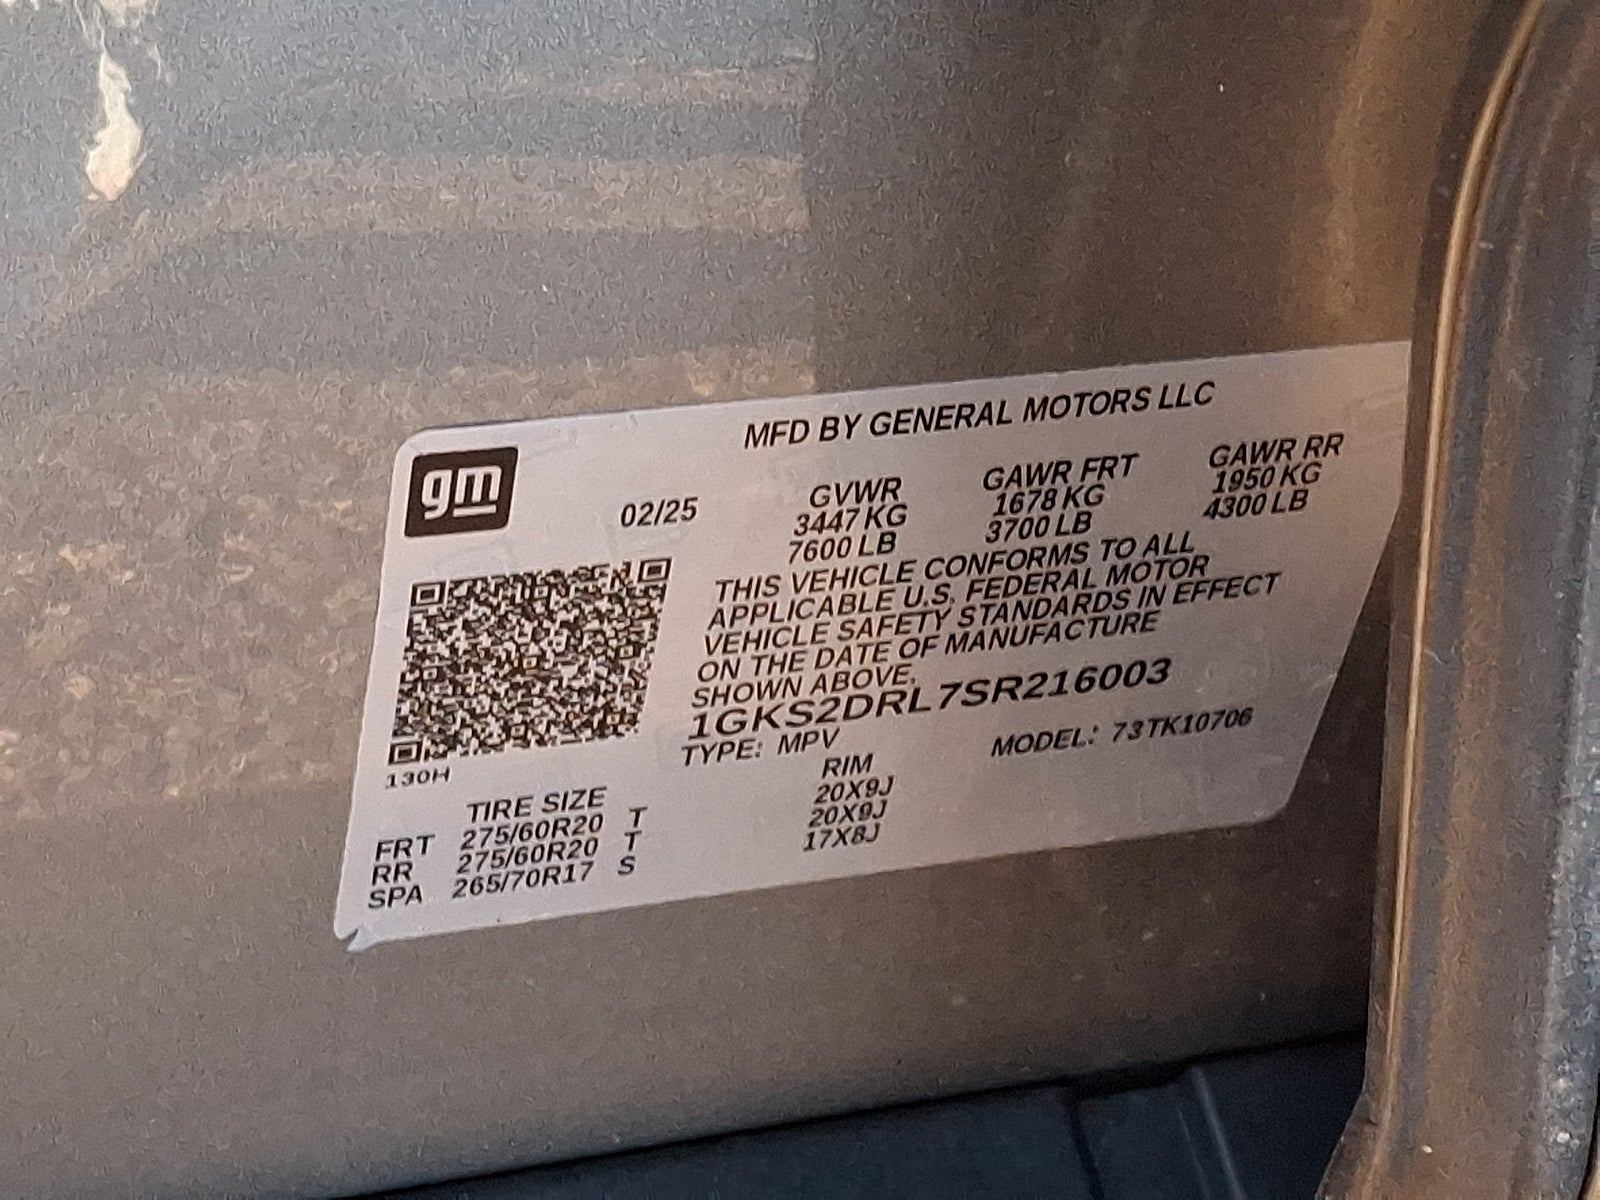 gm
MFD BY GENERAL MOTORS LLC
02/25 GVWR GAWR FRT GAWR RR
3447 KG 1678 KG 1950 KG
7600 LB 3700 LB 4300 LB
THIS VEHICLE CONFORMS TO ALL
APPLICABLE U.S. FEDERAL MOTOR
VEHICLE SAFETY STANDARDS IN EFFECT
ON THE DATE OF MANUFACTURE
SHOWN ABOVE.
1GKS2DRL7SR216003
TYPE: MPV MODEL: 73TK10706
130H
TIRE SIZE RIM
FRT 275/60R20 T 20X9J
RR 275/60R20 T 20X9J
SPA 265/70R17 S 17X8J